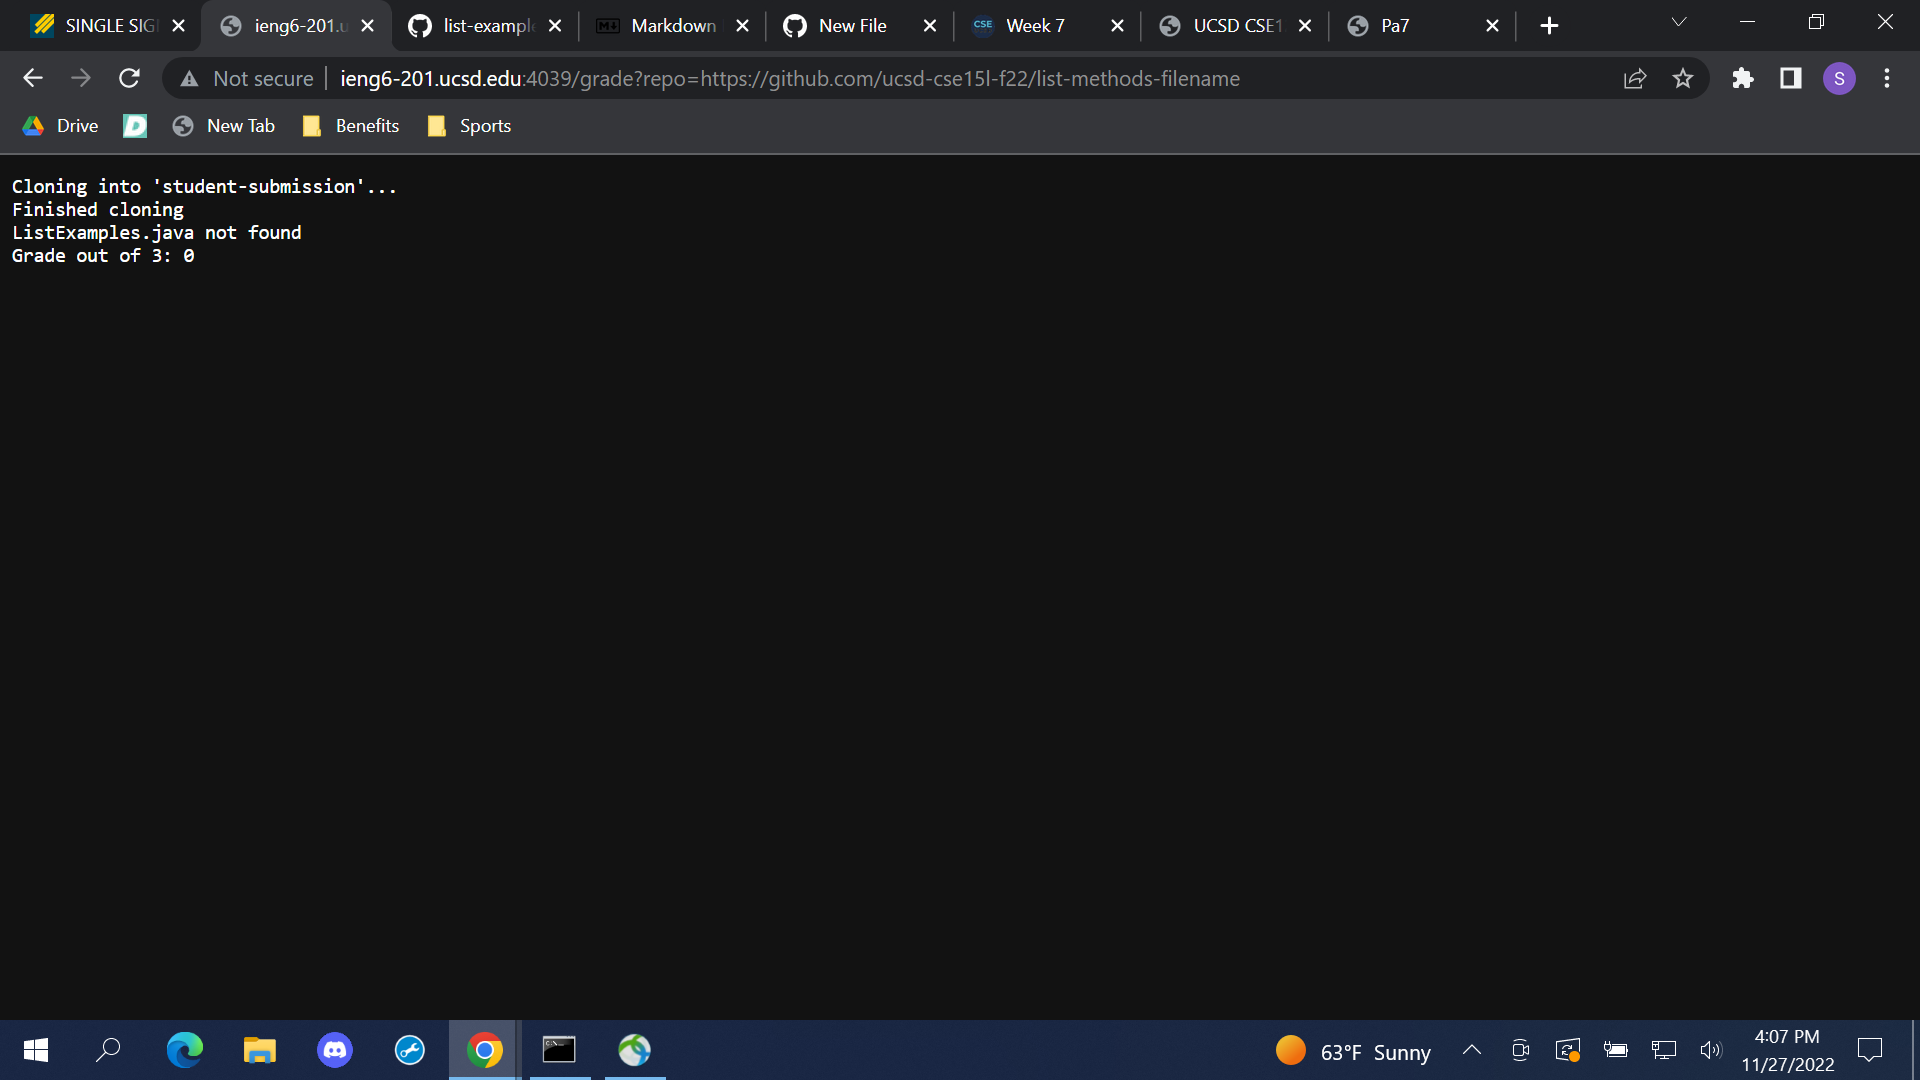 SINGLE SIG
ieng6-201.u
list-example
Markdown
New File
Week 7
UCSD CSE1
Pa7
Not secure
ieng6-201.ucsd.edu:4039/grade?repo=https://github.com/ucsd-cse15l-f22/list-methods-filename
S
Drive
New Tab
Benefits
Sports
Cloning into 'student-submission'...
Finished cloning
ListExamples.java not found
Grade out of 3: 0
63°F Sunny
4:07 PM
11/27/2022